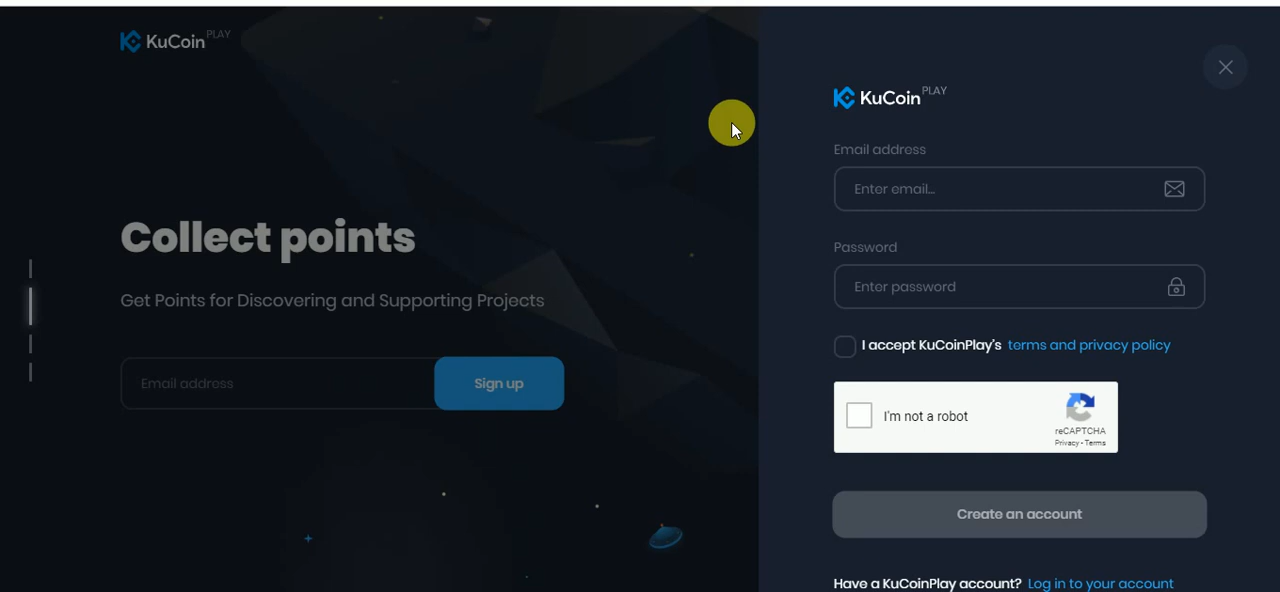 KuCoin PLAY
Collect points
Get Points for Discovering and Supporting Projects
Email address
Sign up
KuCoin PLAY
Email address
Enter email...
Password
Enter password
I accept KuCoinPlay's terms and privacy policy
I'm not a robot
reCAPTCHA
Privacy - Terms
Create an account
Have a KuCoinPlay account? Log in to your account